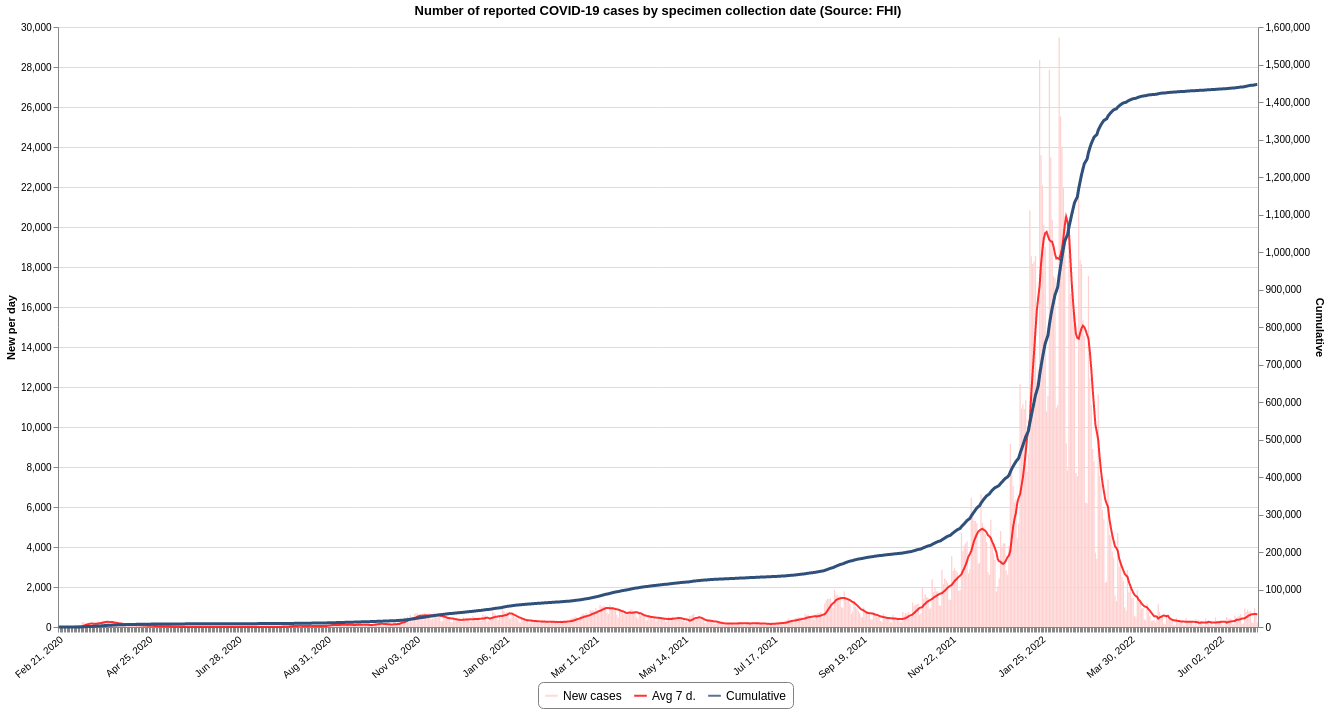 Number of reported COVID-19 cases by specimen collection date (Source: FHI)
30,000
28,000
26,000
24,000
22,000
20,000
18,000
16,000
14,000
12,000
10,000
8,000
6,000
4,000
2,000
0
New per day
1,600,000
1,500,000
1,400,000
1,300,000
1,200,000
1,100,000
1,000,000
900,000
800,000
700,000
600,000
500,000
400,000
300,000
200,000
100,000
0
Cumulative
Feb 21, 2020
Apr 25, 2020
Jun 28, 2020
Aug 31, 2020
Nov 03, 2020
Jan 06, 2021
Mar 11, 2021
May 14, 2021
Jul 17, 2021
Sep 19, 2021
Nov 22, 2021
Jan 25, 2022
Mar 30, 2022
Jun 02, 2022
New cases Avg 7 d. Cumulative